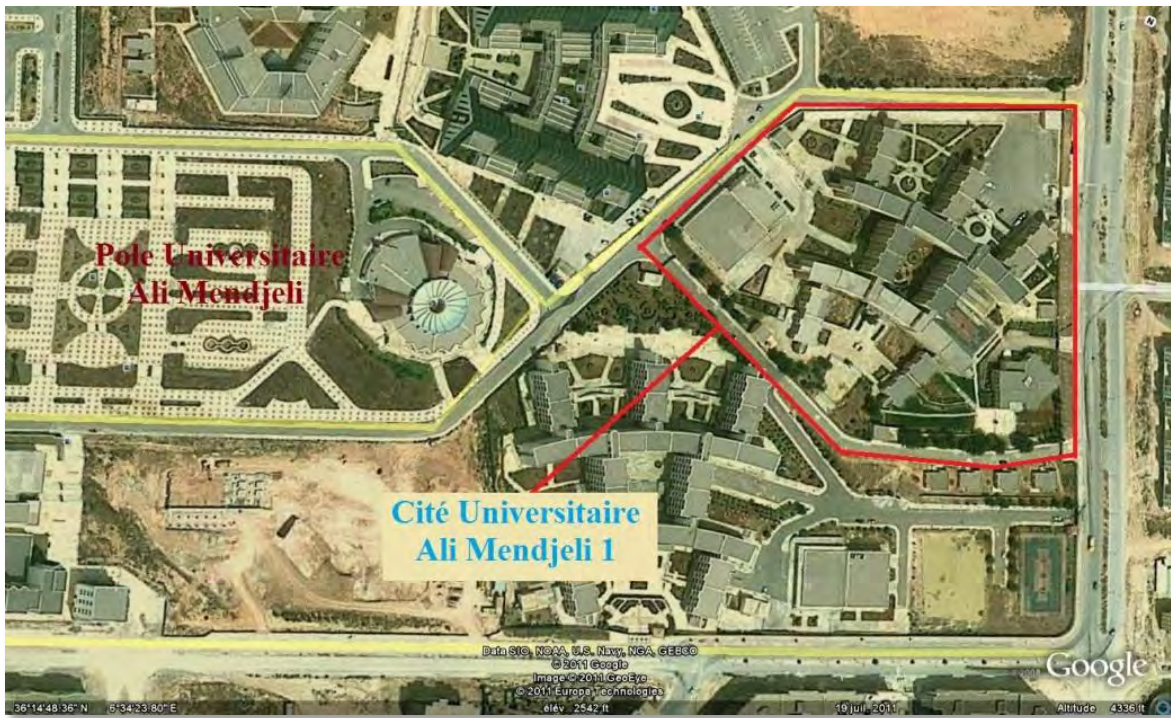 Pole Universitaire
Ali Mendjeli
Cité Universitaire
Ali Mendjeli 1
Data SIO, NOAA, U.S. Navy, NGA, GEBCO
© 2011 Google
Image © 2011 GeoEye
© 2011 Europa Technologies
Google
36°14'48.36" N 6°34'23.80" E
élév 2542 ft
19 juil. 2011
Altitude 4336 ft